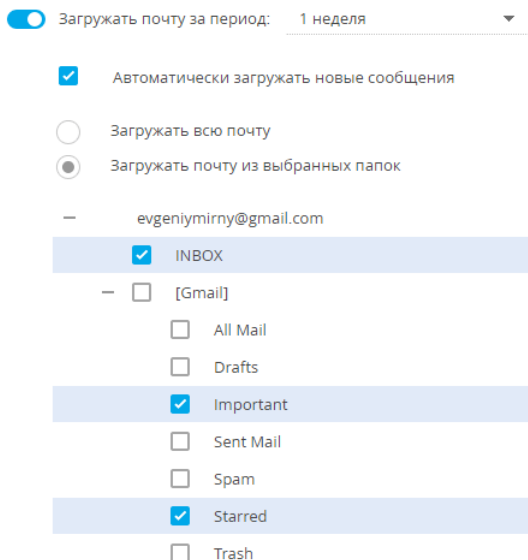 Загружать почту за период: 1 неделя
Автоматически загружать новые сообщения
Загружать всю почту
Загружать почту из выбранных папок
evgeniymirny@gmail.com
INBOX
[Gmail]
All Mail
Drafts
Important
Sent Mail
Spam
Starred
Trash